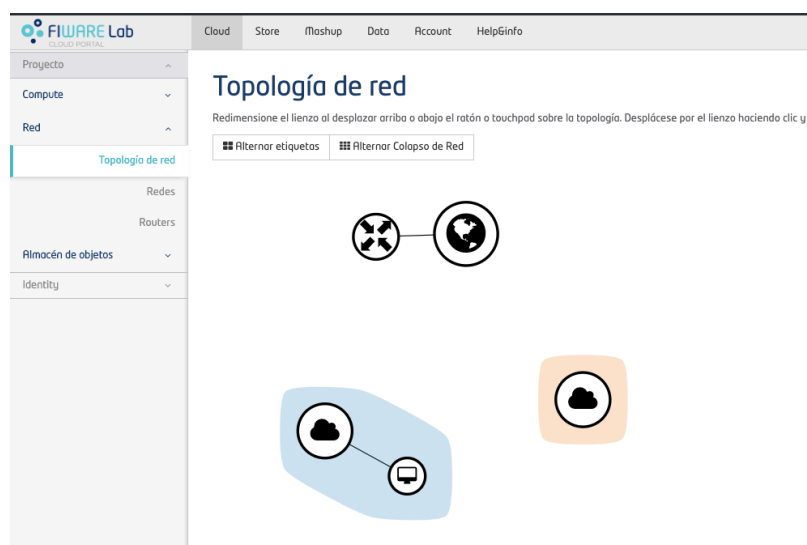 FIWARE Lab
CLOUD PORTAL
Cloud Store Mashup Data Account Help&info
Proyecto
Compute
Red
Topología de red
Redes
Routers
Almacén de objetos
Identity
Topología de red
Redimensione el lienzo al desplazar arriba o abajo el ratón o touchpad sobre la topología. Desplácese por el lienzo haciendo clic y
Alternar etiquetas Alternar Colapso de Red